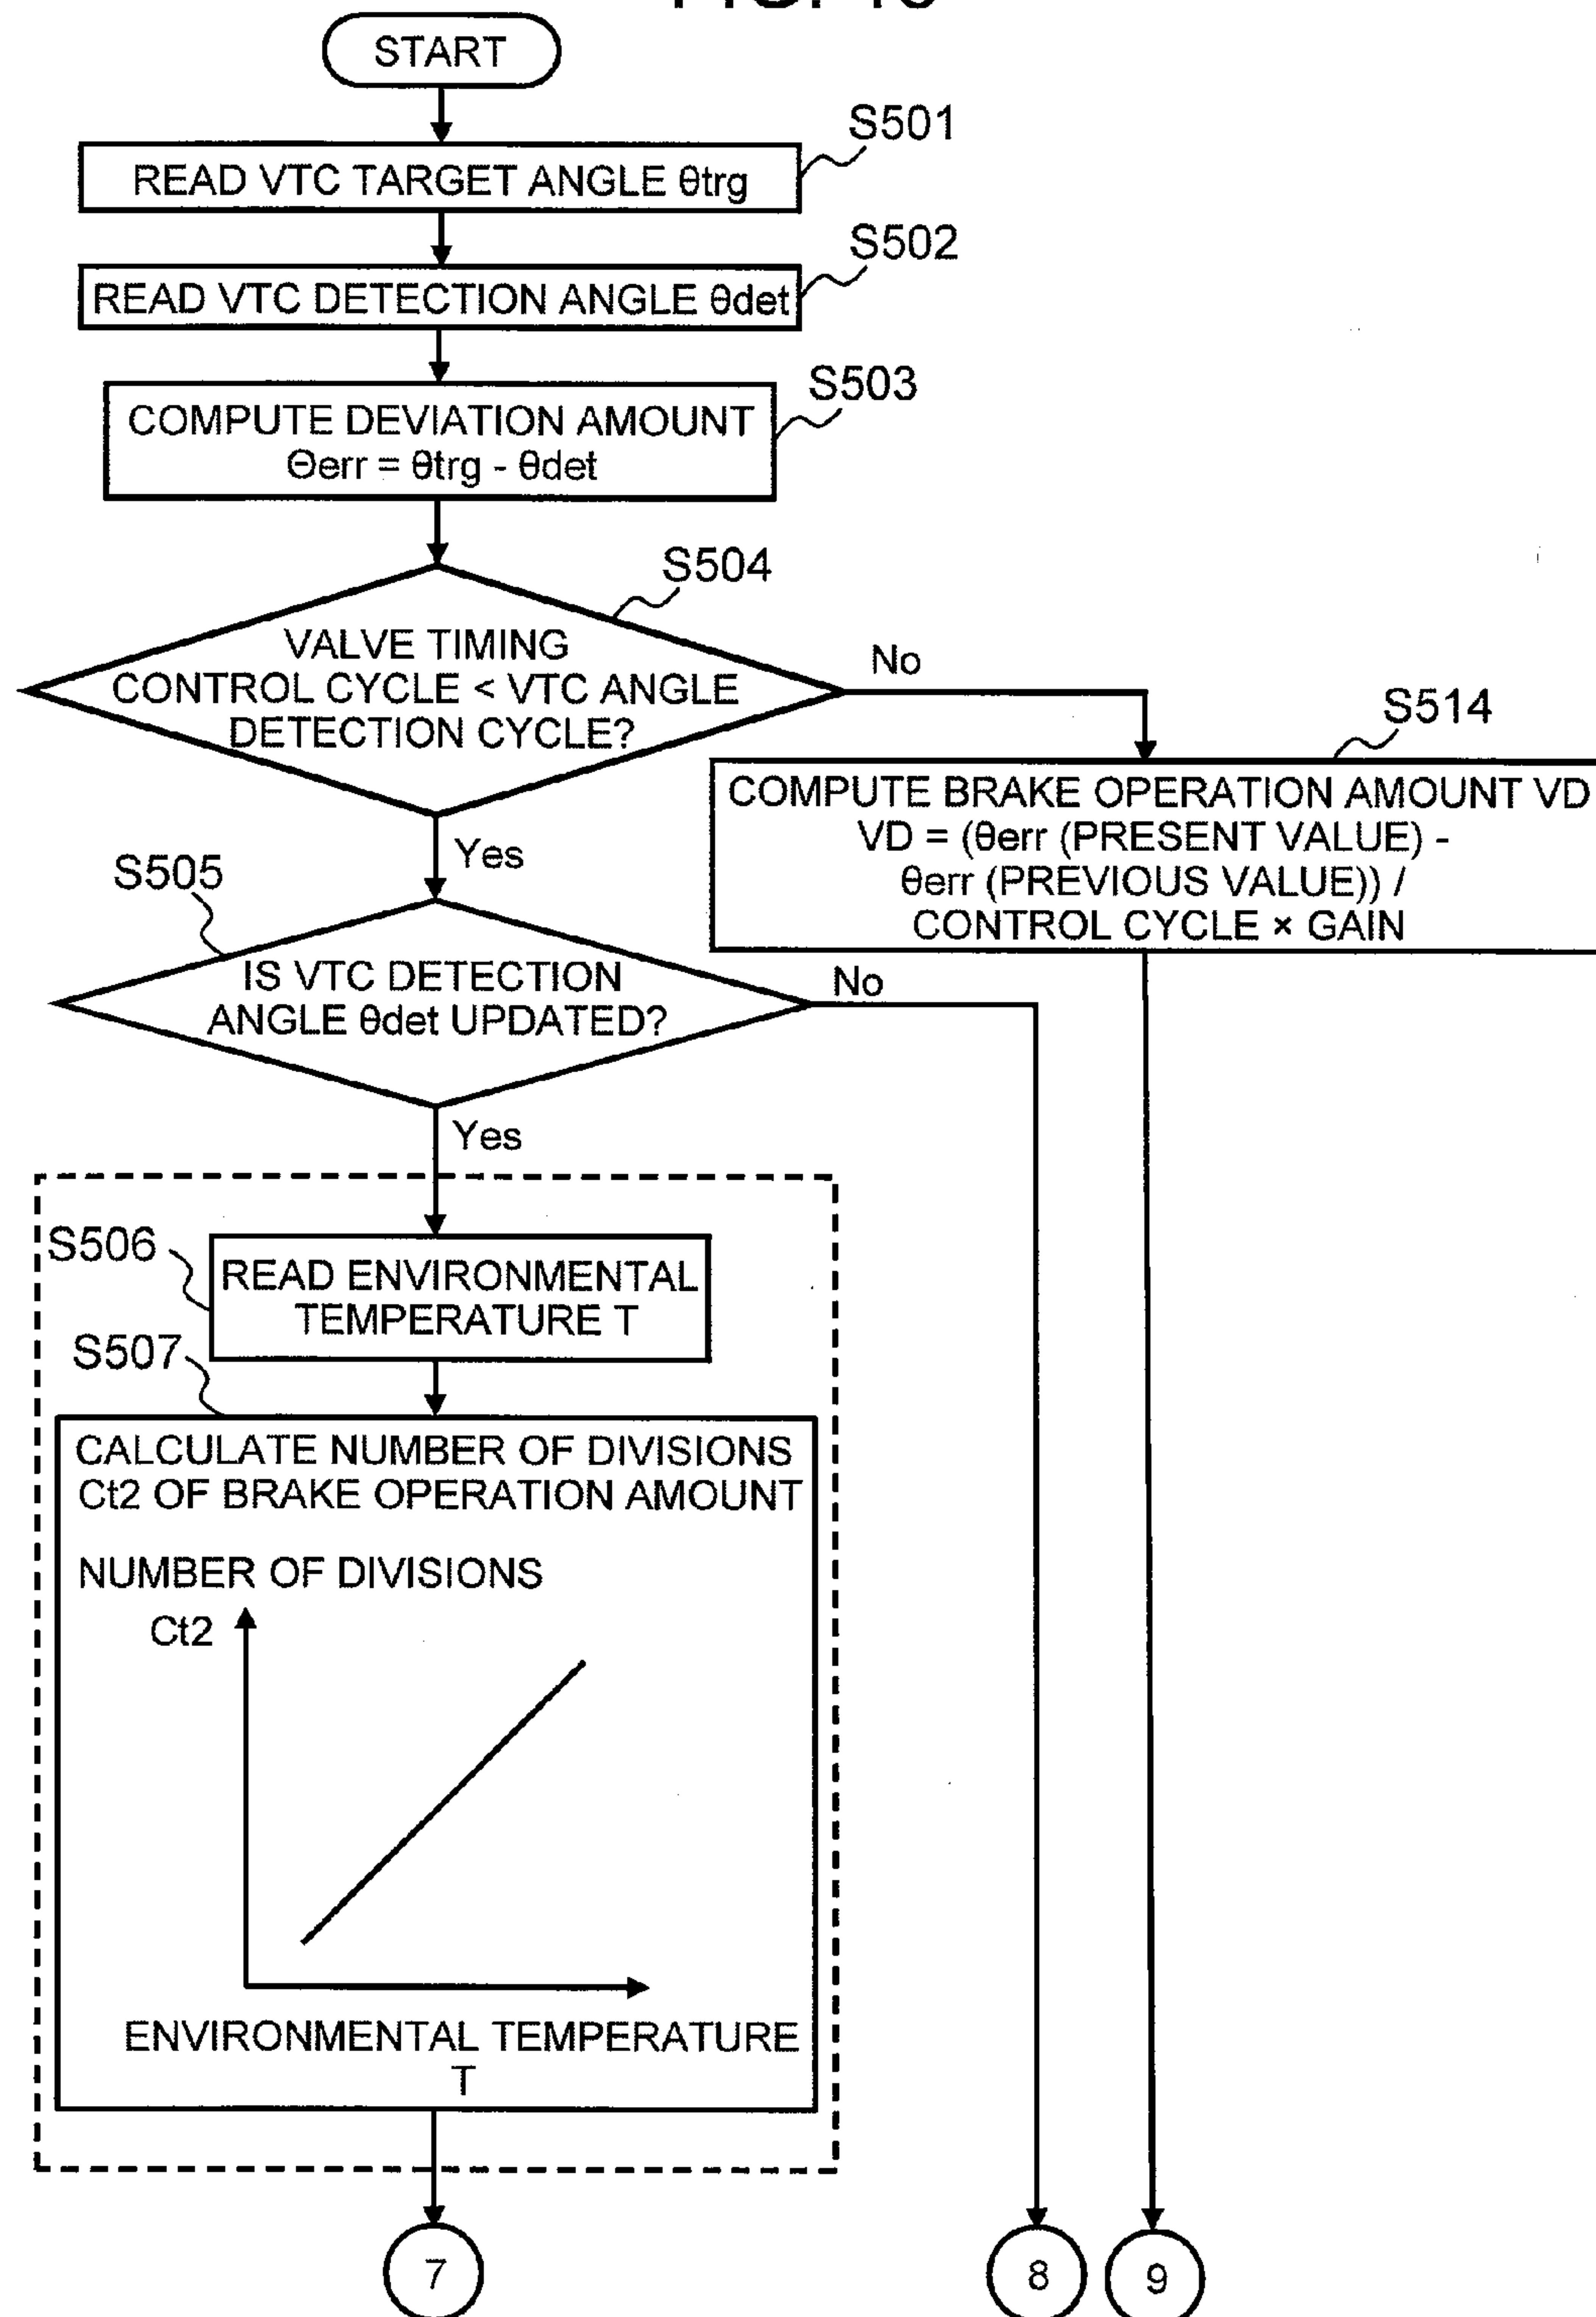 START
S501
READ VTC TARGET ANGLE θtrg
S502
READ VTC DETECTION ANGLE θdet
S503
COMPUTE DEVIATION AMOUNT
Θerr = θtrg - θdet
S504
VALVE TIMING
CONTROL CYCLE < VTC ANGLE
DETECTION CYCLE?
No
S514
COMPUTE BRAKE OPERATION AMOUNT VD
VD = (θerr (PRESENT VALUE) -
θerr (PREVIOUS VALUE)) /
CONTROL CYCLE × GAIN
Yes
S505
IS VTC DETECTION
ANGLE θdet UPDATED?
No
Yes
S506
READ ENVIRONMENTAL
TEMPERATURE T
S507
CALCULATE NUMBER OF DIVISIONS
Ct2 OF BRAKE OPERATION AMOUNT
NUMBER OF DIVISIONS
Ct2
ENVIRONMENTAL TEMPERATURE
T
7
8
9